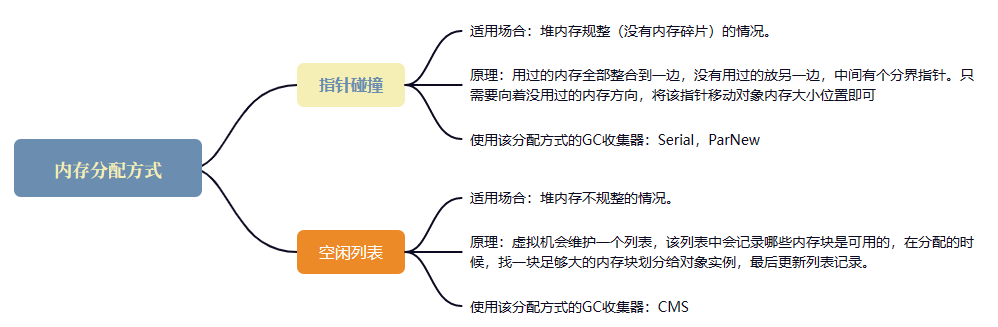 内存分配方式
指针碰撞
适用场合：堆内存规整（没有内存碎片）的情况。
原理：用过的内存全部整合到一边，没有用过的放另一边，中间有个分界指针。只
需要向着没用过的内存方向，将该指针移动对象内存大小位置即可
使用该分配方式的GC收集器：Serial，ParNew
空闲列表
适用场合：堆内存不规整的情况。
原理：虚拟机会维护一个列表，该列表中会记录哪些内存块是可用的，在分配的时
候，找一块足够大的内存块划分给对象实例，最后更新列表记录。
使用该分配方式的GC收集器：CMS